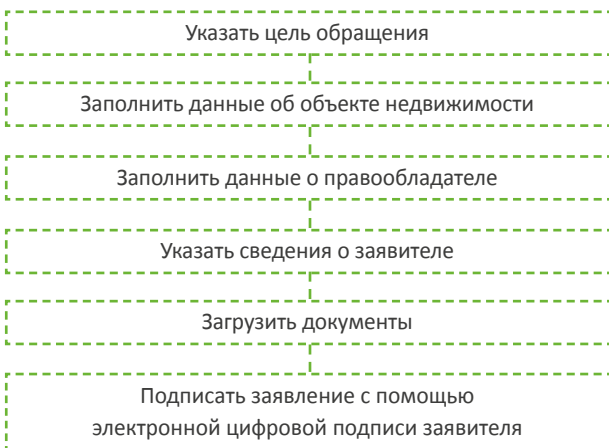 Указать цель обращения
Заполнить данные об объекте недвижимости
Заполнить данные о правообладателе
Указать сведения о заявителе
Загрузить документы
Подписать заявление с помощью
электронной цифровой подписи заявителя